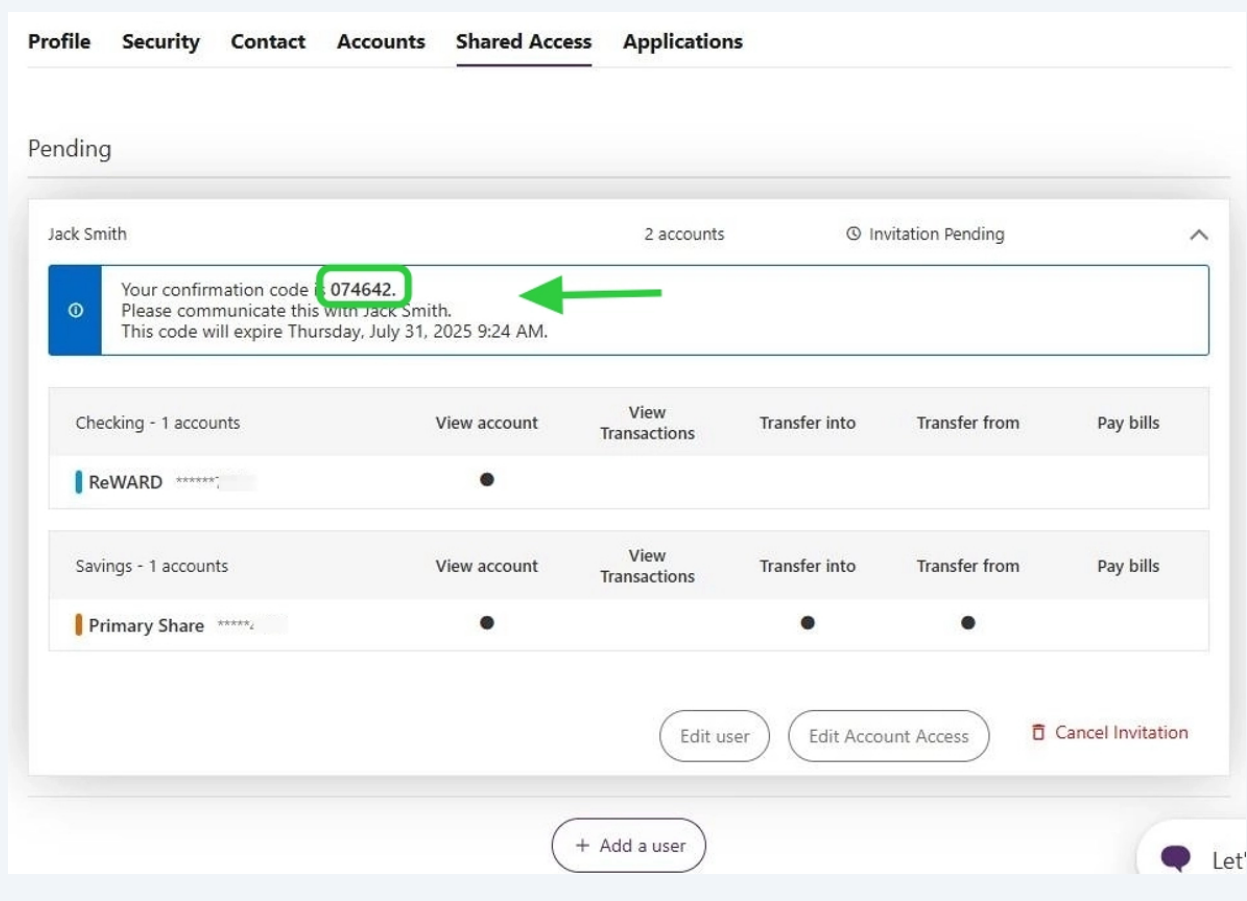 Profile Security Contact Accounts Shared Access Applications
Pending
Jack Smith 2 accounts Invitation Pending
Your confirmation code is 074642.
Please communicate this with Jack Smith.
This code will expire Thursday, July 31, 2025 9:24 AM.
Checking - 1 accounts View account View Transactions Transfer into Transfer from Pay bills
ReWARD ******
Savings - 1 accounts View account View Transactions Transfer into Transfer from Pay bills
Primary Share *****
Edit user Edit Account Access Cancel Invitation
+ Add a user
Let'